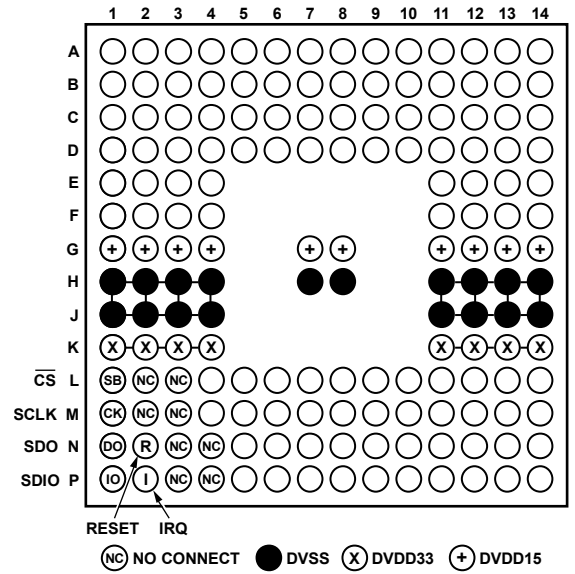 1 2 3 4 5 6 7 8 9 10 11 12 13 14
A
B
C
D
E
F
G + + + + + + + + + +
H
J
K X X X X X X X X
CS L SB NC NC
SCLK M CK NC NC
SDO N DO R NC NC
SDIO P IO I NC NC
RESET IRQ
NC NO CONNECT DVSS X DVDD33 + DVDD15